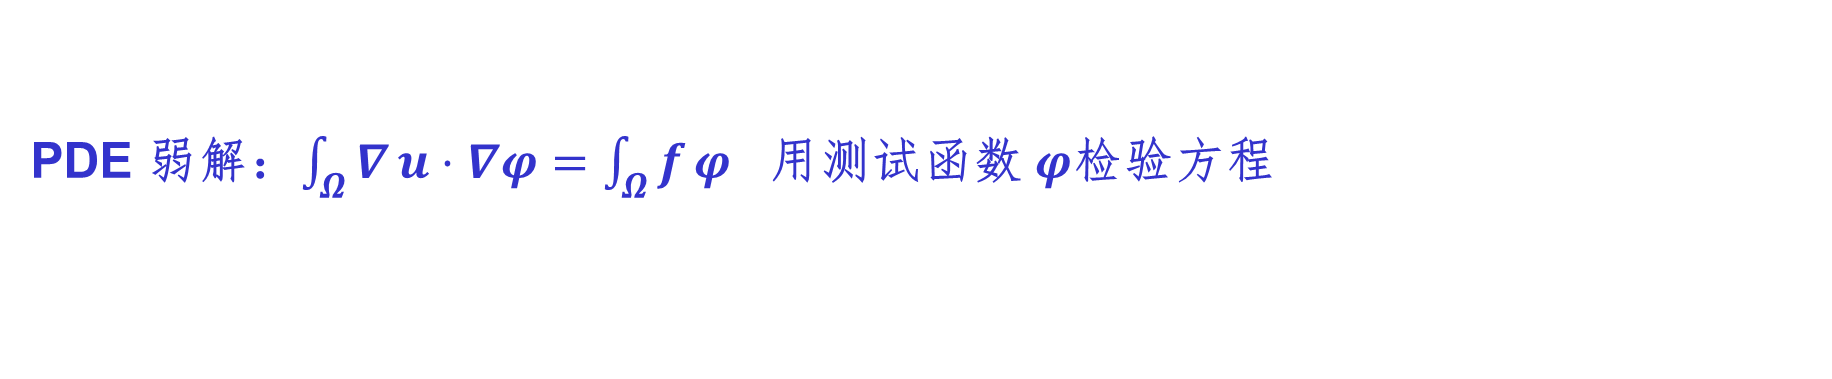 PDE 弱解：∫_Ω ∇u · ∇φ = ∫_Ω f φ 用测试函数 φ检验方程